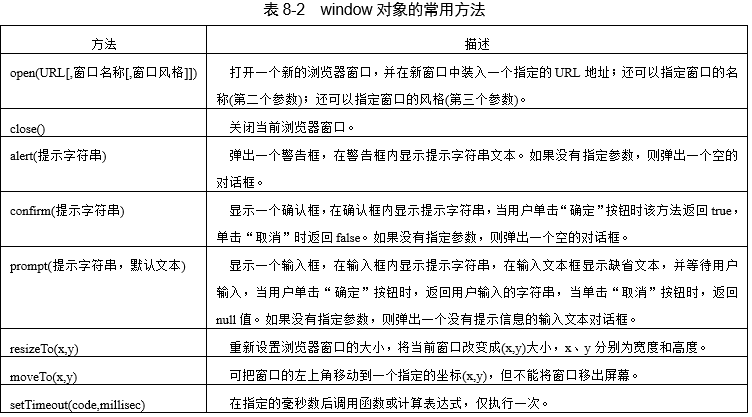 表 8-2 window 对象的常用方法
方法 描述
open(URL[,窗口名称[,窗口风格]]) 打开一个新的浏览器窗口，并在新窗口中装入一个指定的 URL 地址；还可以指定窗口的名
称(第二个参数)；还可以指定窗口的风格(第三个参数)。
close() 关闭当前浏览器窗口。
alert(提示字符串) 弹出一个警告框，在警告框内显示提示字符串文本。如果没有指定参数，则弹出一个空的
对话框。
confirm(提示字符串) 显示一个确认框，在确认框内显示提示字符串，当用户单击“确定”按钮时该方法返回 true，
单击“取消”时返回 false。如果没有指定参数，则弹出一个空的对话框。
prompt(提示字符串，默认文本) 显示一个输入框，在输入框内显示提示字符串，在输入文本框显示缺省文本，并等待用户
输入，当用户单击“确定”按钮时，返回用户输入的字符串，当单击“取消”按钮时，返回
null 值。如果没有指定参数，则弹出一个没有提示信息的输入文本对话框。
resizeTo(x,y) 重新设置浏览器窗口的大小，将当前窗口改变成(x,y)大小，x、y 分别为宽度和高度。
moveTo(x,y) 可把窗口的左上角移动到一个指定的坐标(x,y)，但不能将窗口移出屏幕。
setTimeout(code,millisec) 在指定的毫秒数后调用函数或计算表达式，仅执行一次。